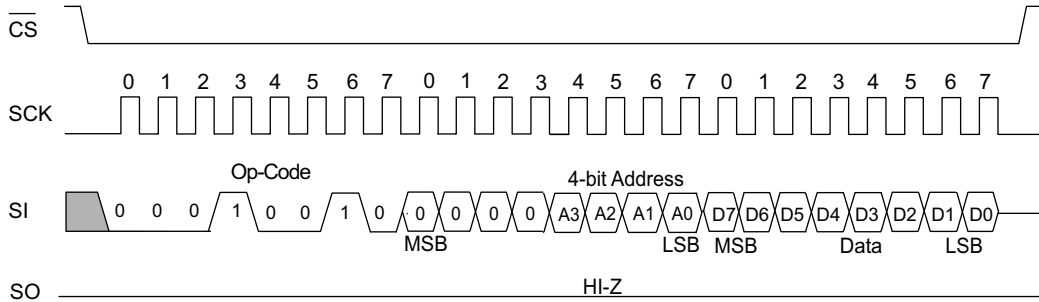 CS
0 1 2 3 4 5 6 7 0 1 2 3 4 5 6 7 0 1 2 3 4 5 6 7
SCK
Op-Code 4-bit Address
SI 0 0 0 1 0 0 1 0 0 0 0 0 A3 A2 A1 A0 D7 D6 D5 D4 D3 D2 D1 D0
MSB LSB MSB Data LSB
HI-Z
SO